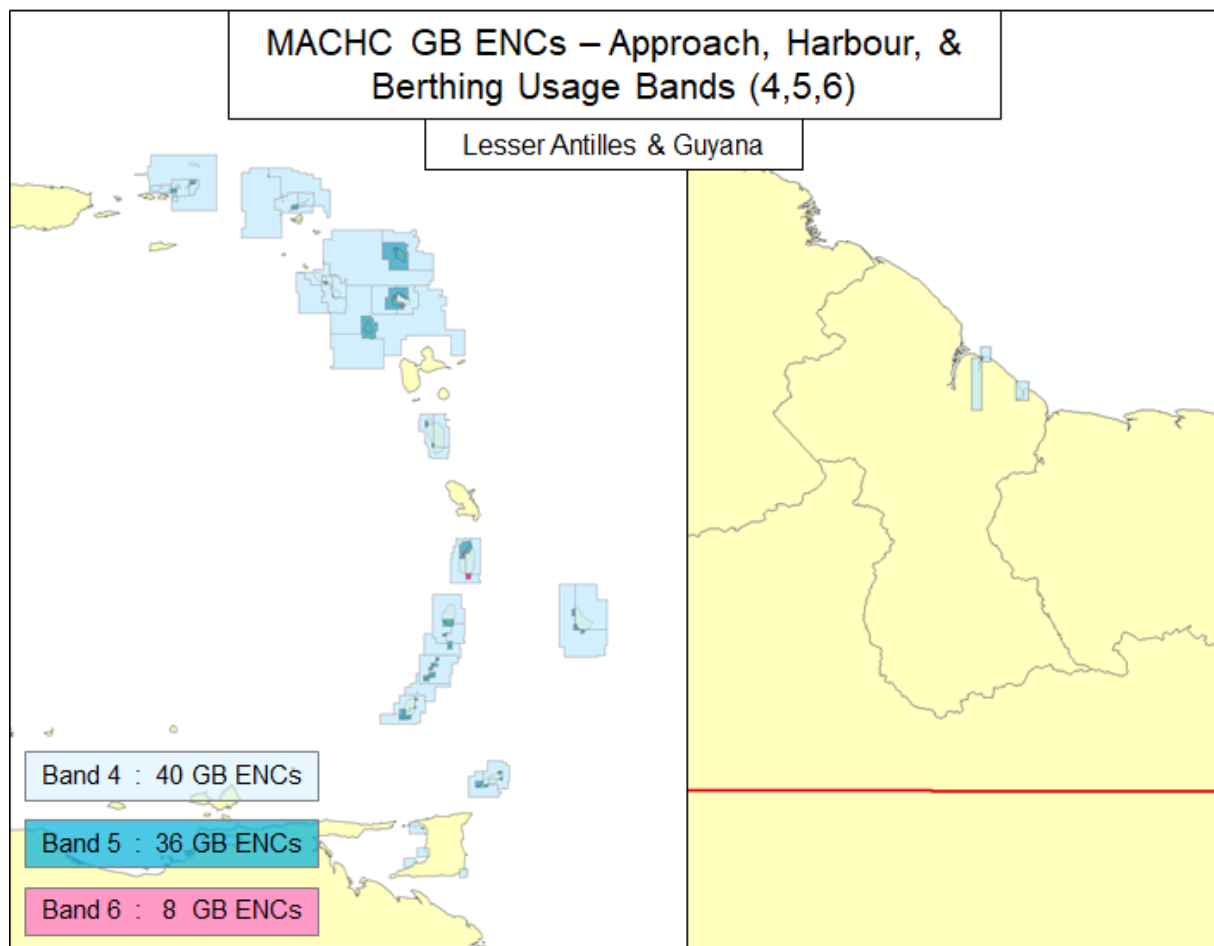 MACHC GB ENCs – Approach, Harbour, &
Berthing Usage Bands (4,5,6)
Lesser Antilles & Guyana
Band 4 : 40 GB ENCs
Band 5 : 36 GB ENCs
Band 6 : 8 GB ENCs